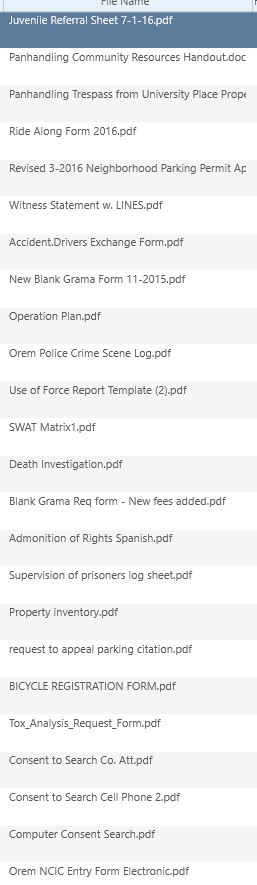 File Name
Juvenile Referral Sheet 7-1-16.pdf
Panhandling Community Resources Handout.doc
Panhandling Trespass from University Place Prope
Ride Along Form 2016.pdf
Revised 3-2016 Neighborhood Parking Permit Ap
Witness Statement w. LINES.pdf
Accident.Drivers Exchange Form.pdf
New Blank Grama Form 11-2015.pdf
Operation Plan.pdf
Orem Police Crime Scene Log.pdf
Use of Force Report Template (2).pdf
SWAT Matrix1.pdf
Death Investigation.pdf
Blank Grama Req form - New fees added.pdf
Admonition of Rights Spanish.pdf
Supervision of prisoners log sheet.pdf
Property inventory.pdf
request to appeal parking citation.pdf
BICYCLE REGISTRATION FORM.pdf
Tox_Analysis_Request_Form.pdf
Consent to Search Co. Att.pdf
Consent to Search Cell Phone 2.pdf
Computer Consent Search.pdf
Orem NCIC Entry Form Electronic.pdf